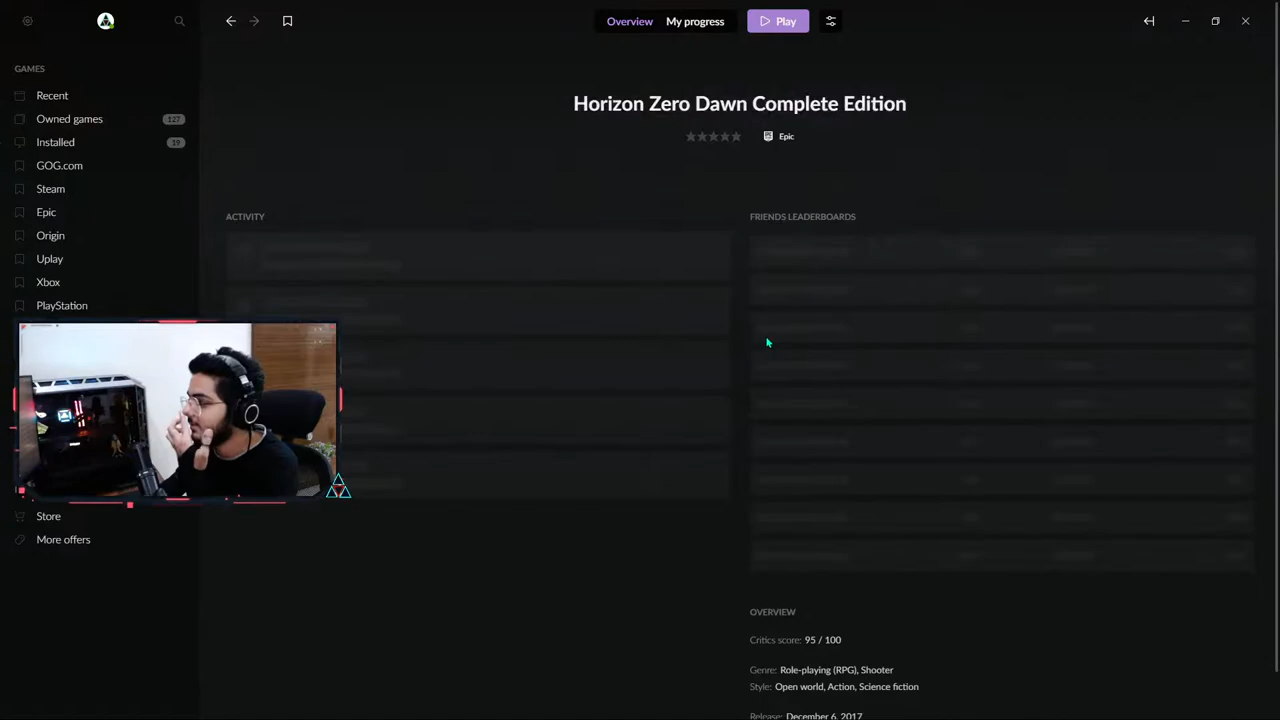 Overview My progress Play
GAMES
Recent
Owned games 127
Installed 19
GOG.com
Steam
Epic
Origin
Uplay
Xbox
PlayStation
Store
More offers
Horizon Zero Dawn Complete Edition
Epic
ACTIVITY
FRIENDS LEADERBOARDS
OVERVIEW
Critics score: 95 / 100
Genre: Role-playing (RPG), Shooter
Style: Open world, Action, Science fiction
Release: December 6, 2017